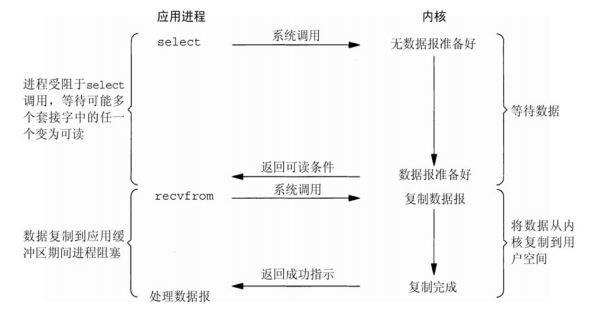 应用进程
内核
select
系统调用
无数据报准备好
进程受阻于select
调用，等待可能多
个套接字中的任一
个变为可读
等待数据
返回可读条件
数据报准备好
recvfrom
系统调用
复制数据报
数据复制到应用缓
冲区期间进程阻塞
将数据从内
核复制到用
户空间
返回成功指示
处理数据报
复制完成